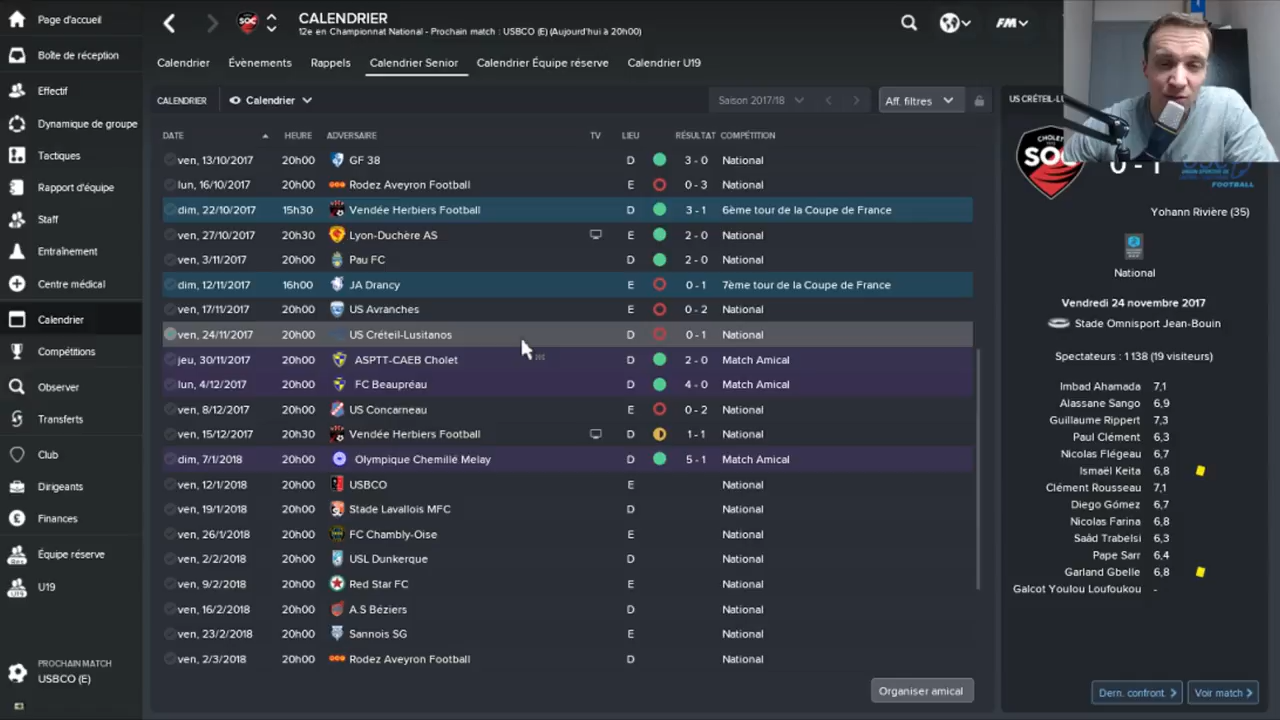 Page d'accueil
Boîte de réception
Effectif
Dynamique de groupe
Tactiques
Rapport d'équipe
Staff
Entraînement
Centre médical
Calendrier
Compétitions
Observer
Transferts
Club
Dirigeants
Finances
Équipe réserve
U19
PROCHAIN MATCH
USBCO (E)
SOC
CALENDRIER
12e en Championnat National - Prochain match : USBCO (E) (Aujourd'hui à 20h00)
FM
Calendrier Évènements Rappels Calendrier Senior Calendrier Équipe réserve Calendrier U19
CALENDRIER Calendrier Saison 2017/18 Aff. filtres
DATE HEURE ADVERSAIRE TV LIEU RÉSULTAT COMPÉTITION
ven, 13/10/2017 20h00 GF 38 D 3 - 0 National
lun, 16/10/2017 20h00 Rodez Aveyron Football E 0 - 3 National
dim, 22/10/2017 15h30 Vendée Herbiers Football D 3 - 1 6ème tour de la Coupe de France
ven, 27/10/2017 20h30 Lyon-Duchère AS E 2 - 0 National
ven, 3/11/2017 20h00 Pau FC D 2 - 0 National
dim, 12/11/2017 16h00 JA Drancy E 0 - 1 7ème tour de la Coupe de France
ven, 17/11/2017 20h00 US Avranches E 0 - 2 National
ven, 24/11/2017 20h00 US Créteil-Lusitanos D 0 - 1 National
jeu, 30/11/2017 20h00 ASPTT-CAEB Cholet D 2 - 0 Match Amical
lun, 4/12/2017 20h00 FC Beaupréau D 4 - 0 Match Amical
ven, 8/12/2017 20h00 US Concarneau E 0 - 2 National
ven, 15/12/2017 20h30 Vendée Herbiers Football D 1 - 1 National
dim, 7/1/2018 20h00 Olympique Chemillé Melay D 5 - 1 Match Amical
ven, 12/1/2018 20h00 USBCO E National
ven, 19/1/2018 20h00 Stade Lavallois MFC D National
ven, 26/1/2018 20h00 FC Chambly-Oise E National
ven, 2/2/2018 20h00 USL Dunkerque D National
ven, 9/2/2018 20h00 Red Star FC E National
ven, 16/2/2018 20h00 A.S Béziers D National
ven, 23/2/2018 20h00 Sannois SG E National
ven, 2/3/2018 20h00 Rodez Aveyron Football D National
Organiser amical
US CRÉTEIL-LU
CHOLET
SOC
0 - 1
FOOTBALL
Yohann Rivière (35)
National
Vendredi 24 novembre 2017
Stade Omnisport Jean-Bouin
Spectateurs : 1 138 (19 visiteurs)
Imbad Ahamada 7,1
Alassane Sango 6,9
Guillaume Rippert 7,3
Paul Clément 6,3
Nicolas Flégeau 6,7
Ismaël Keita 6,8
Clément Rousseau 7,1
Diego Gómez 6,7
Nicolas Farina 6,8
Saâd Trabelsi 6,3
Pape Sarr 6,4
Garland Gbelle 6,8
Galcot Youlou Loufoukou -
Dern. confront. Voir match